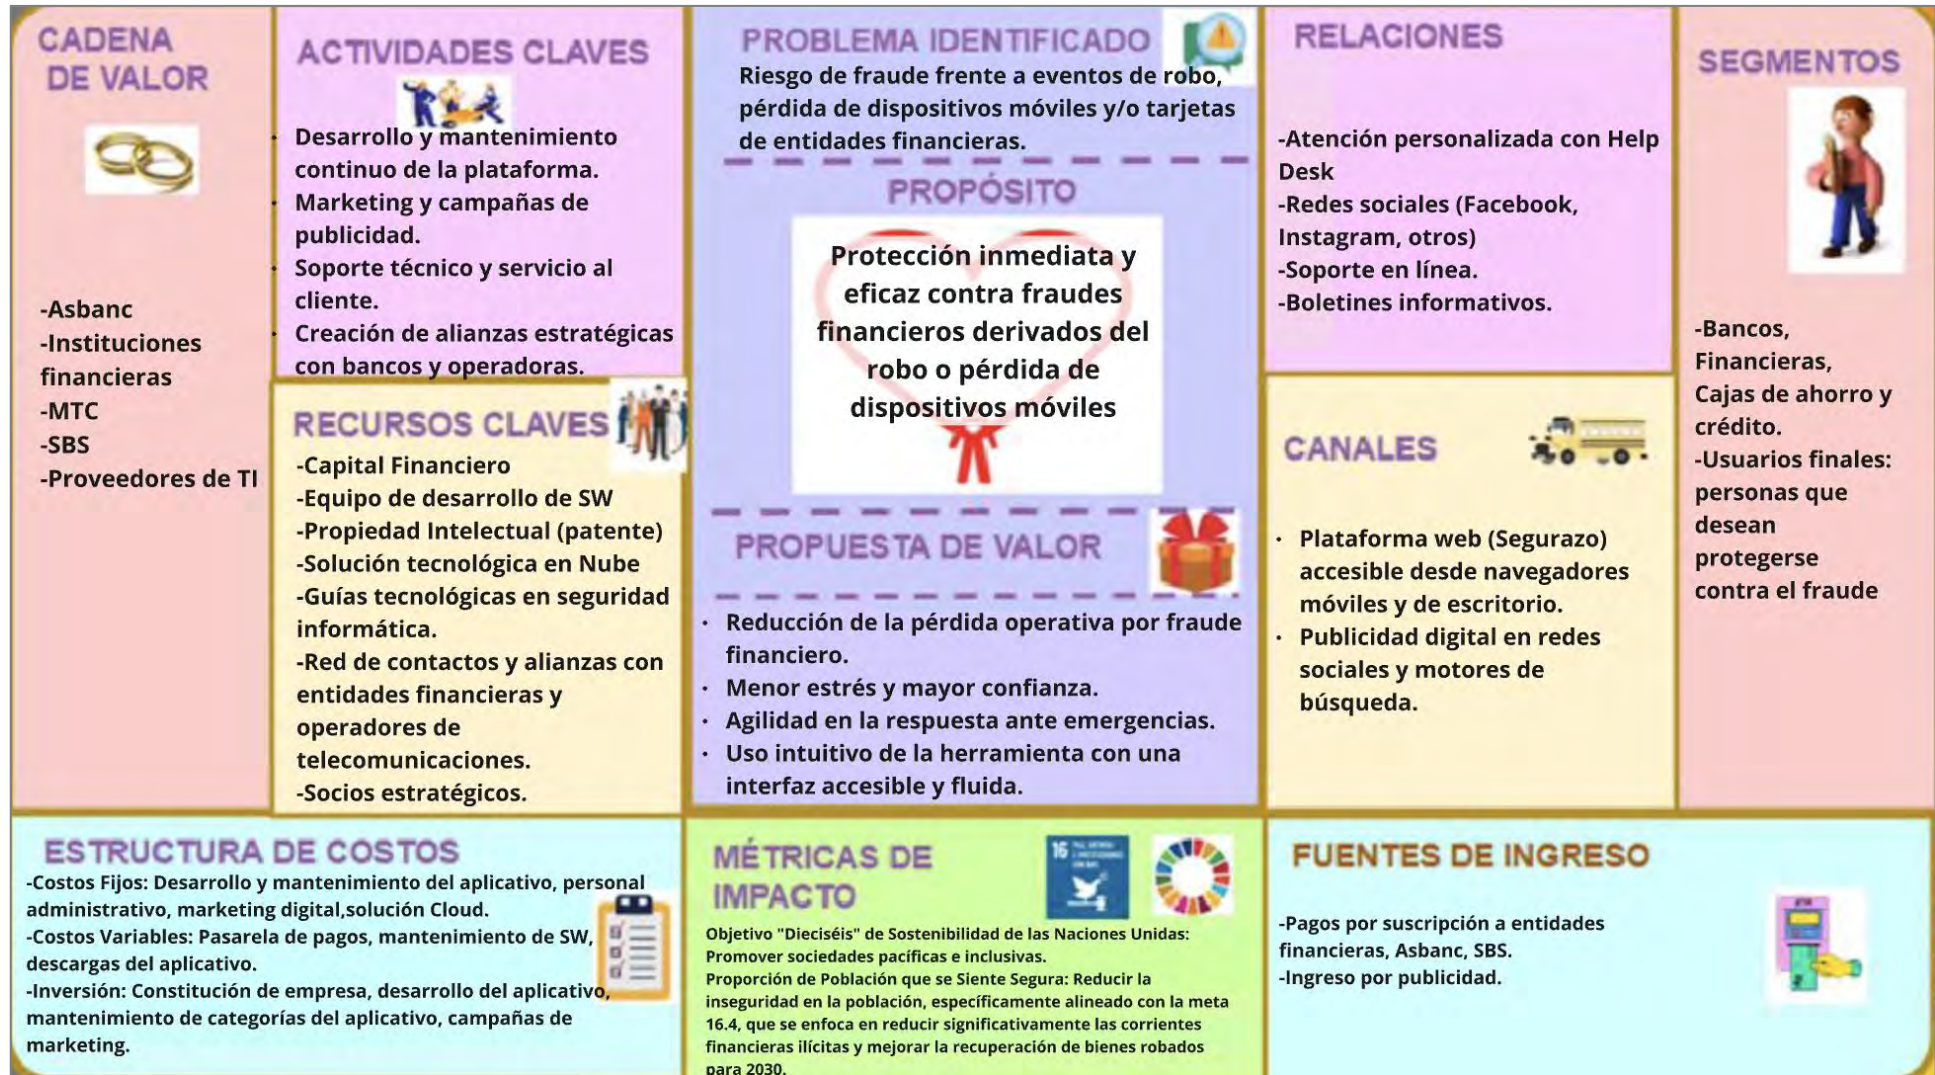 CADENA
DE VALOR
-Asbanc
-Instituciones
financieras
-MTC
-SBS
-Proveedores de TI
ACTIVIDADES CLAVES
· Desarrollo y mantenimiento
continuo de la plataforma.
· Marketing y campañas de
publicidad.
· Soporte técnico y servicio al
cliente.
· Creación de alianzas estratégicas
con bancos y operadoras.
RECURSOS CLAVES
-Capital Financiero
-Equipo de desarrollo de SW
-Propiedad Intelectual (patente)
-Solución tecnológica en Nube
-Guías tecnológicas en seguridad
informática.
-Red de contactos y alianzas con
entidades financieras y
operadores de
telecomunicaciones.
-Socios estratégicos.
PROBLEMA IDENTIFICADO
Riesgo de fraude frente a eventos de robo,
pérdida de dispositivos móviles y/o tarjetas
de entidades financieras.
PROPÓSITO
Protección inmediata y
eficaz contra fraudes
financieros derivados del
robo o pérdida de
dispositivos móviles
PROPUESTA DE VALOR
· Reducción de la pérdida operativa por fraude
financiero.
· Menor estrés y mayor confianza.
· Agilidad en la respuesta ante emergencias.
· Uso intuitivo de la herramienta con una
interfaz accesible y fluida.
RELACIONES
-Atención personalizada con Help
Desk
-Redes sociales (Facebook,
Instagram, otros)
-Soporte en línea.
-Boletines informativos.
CANALES
· Plataforma web (Segurazo)
accesible desde navegadores
móviles y de escritorio.
· Publicidad digital en redes
sociales y motores de
búsqueda.
SEGMENTOS
-Bancos,
Financieras,
Cajas de ahorro y
crédito.
-Usuarios finales:
personas que
desean
protegerse
contra el fraude
ESTRUCTURA DE COSTOS
-Costos Fijos: Desarrollo y mantenimiento del aplicativo, personal
administrativo, marketing digital,solución Cloud.
-Costos Variables: Pasarela de pagos, mantenimiento de SW,
descargas del aplicativo.
-Inversión: Constitución de empresa, desarrollo del aplicativo,
mantenimiento de categorías del aplicativo, campañas de
marketing.
MÉTRICAS DE
IMPACTO
16
Objetivo "Dieciséis" de Sostenibilidad de las Naciones Unidas:
Promover sociedades pacíficas e inclusivas.
Proporción de Población que se Siente Segura: Reducir la
inseguridad en la población, específicamente alineado con la meta
16.4, que se enfoca en reducir significativamente las corrientes
financieras ilícitas y mejorar la recuperación de bienes robados
para 2030.
FUENTES DE INGRESO
-Pagos por suscripción a entidades
financieras, Asbanc, SBS.
-Ingreso por publicidad.